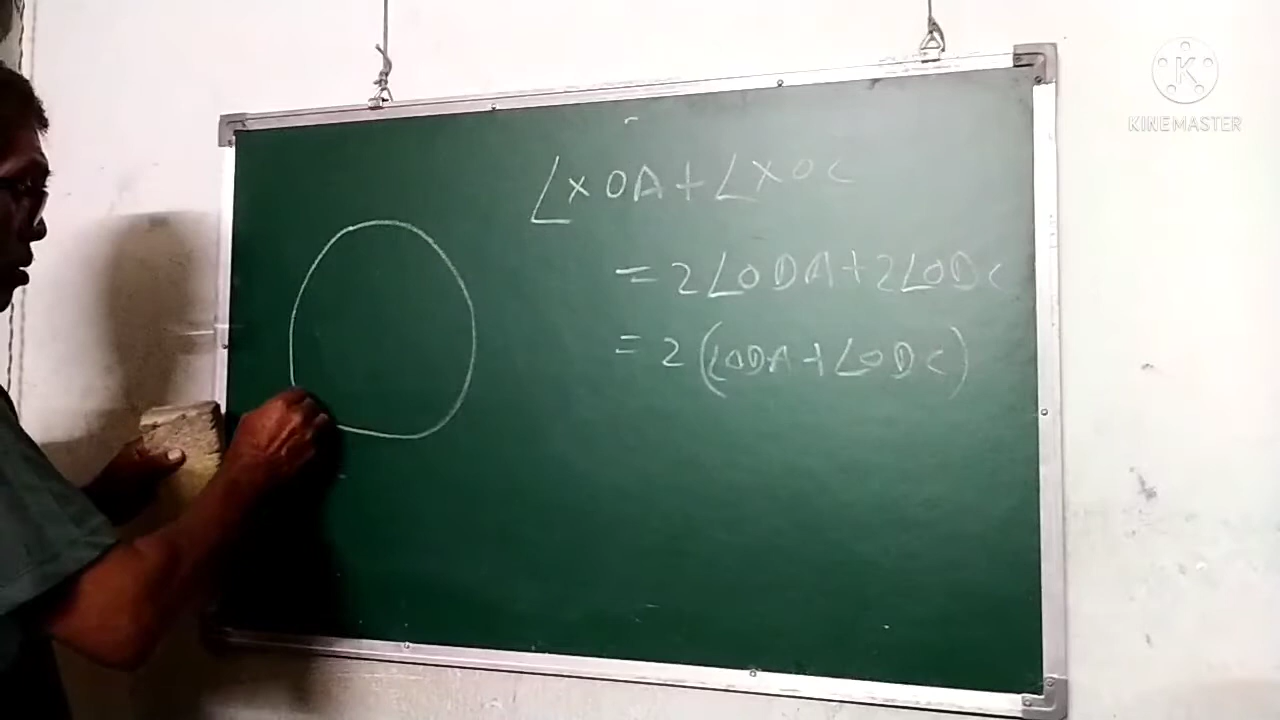 K
KINEMASTER
∠XOA+∠XOC
= 2∠ODA+2∠ODC
= 2(∠ODA+∠ODC)